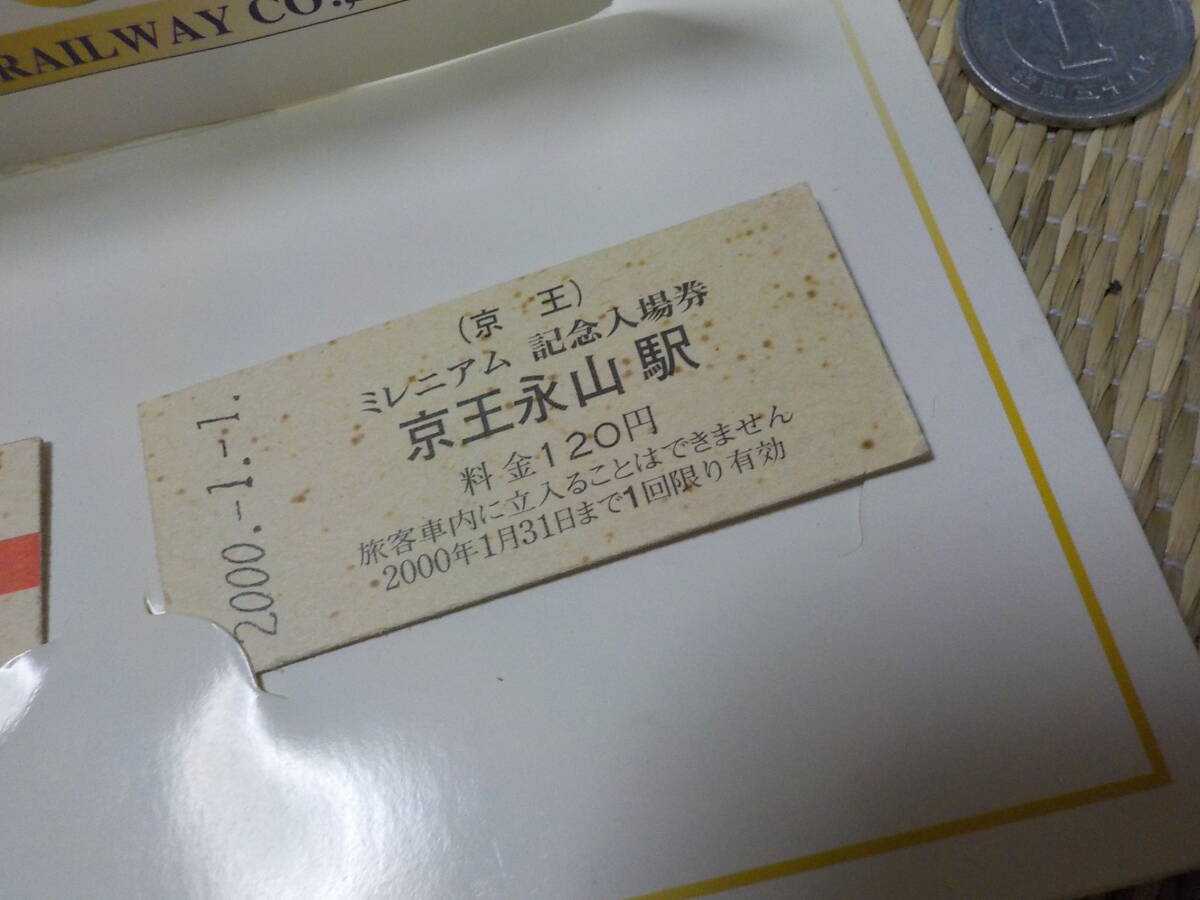 RAILWAY CO.,
(京 王)
ミレニアム 記念入場券
京王永山駅
料金120円
旅客車内に立入ることはできません
2000年1月31日まで1回限り有効
2000.-1.-1.
1